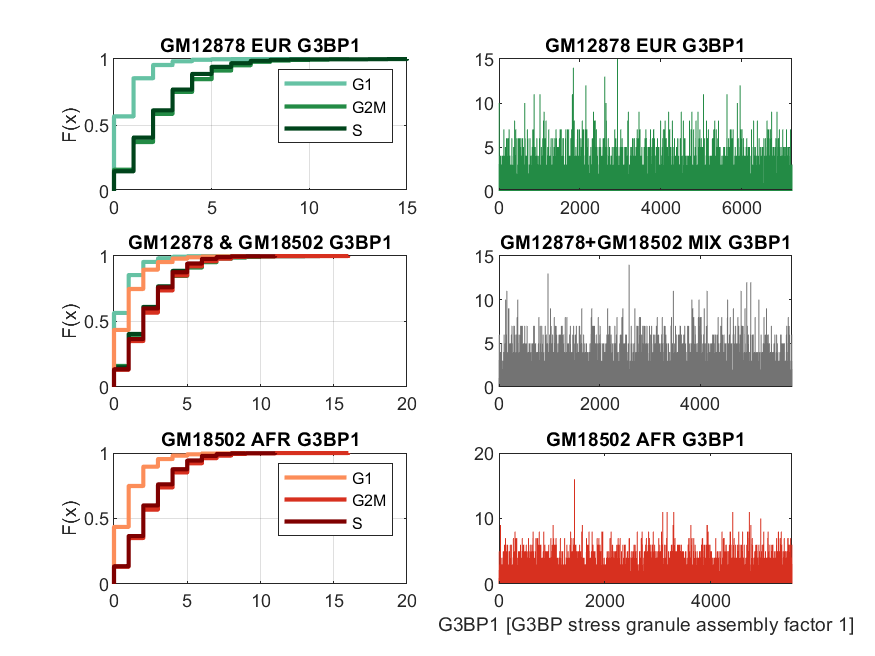 GM12878 EUR G3BP1
F(x)
1
0.5
0
0 5 10 15
G1
G2M
S
GM12878 EUR G3BP1
15
10
5
0
2000 4000 6000
GM12878 & GM18502 G3BP1
F(x)
1
0.5
0
0 5 10 15 20
GM12878+GM18502 MIX G3BP1
15
10
5
0
0 2000 4000
GM18502 AFR G3BP1
F(x)
1
0.5
0
0 5 10 15 20
G1
G2M
S
GM18502 AFR G3BP1
20
10
0
0 2000 4000
G3BP1 [G3BP stress granule assembly factor 1]